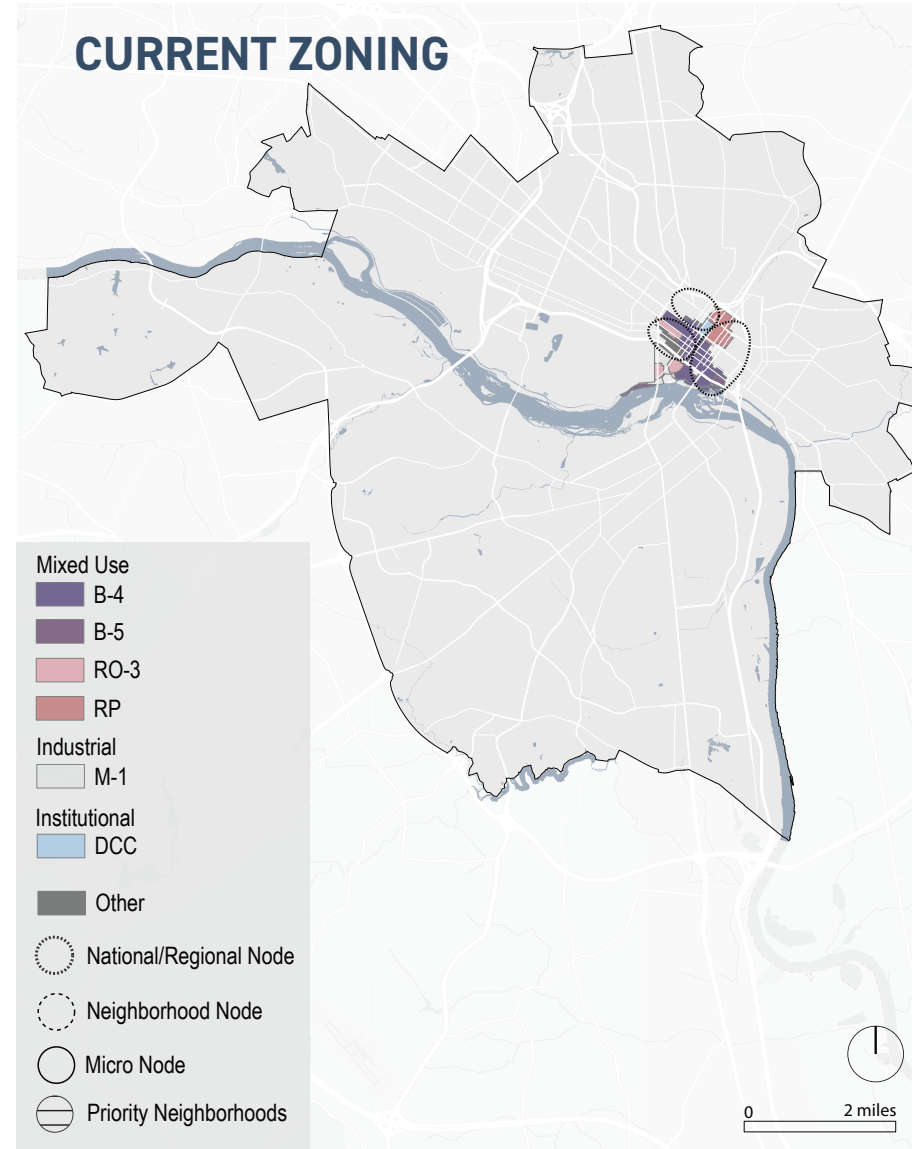 CURRENT ZONING
Mixed Use
B-4
B-5
RO-3
RP
Industrial
M-1
Institutional
DCC
Other
National/Regional Node
Neighborhood Node
Micro Node
Priority Neighborhoods
0 2 miles